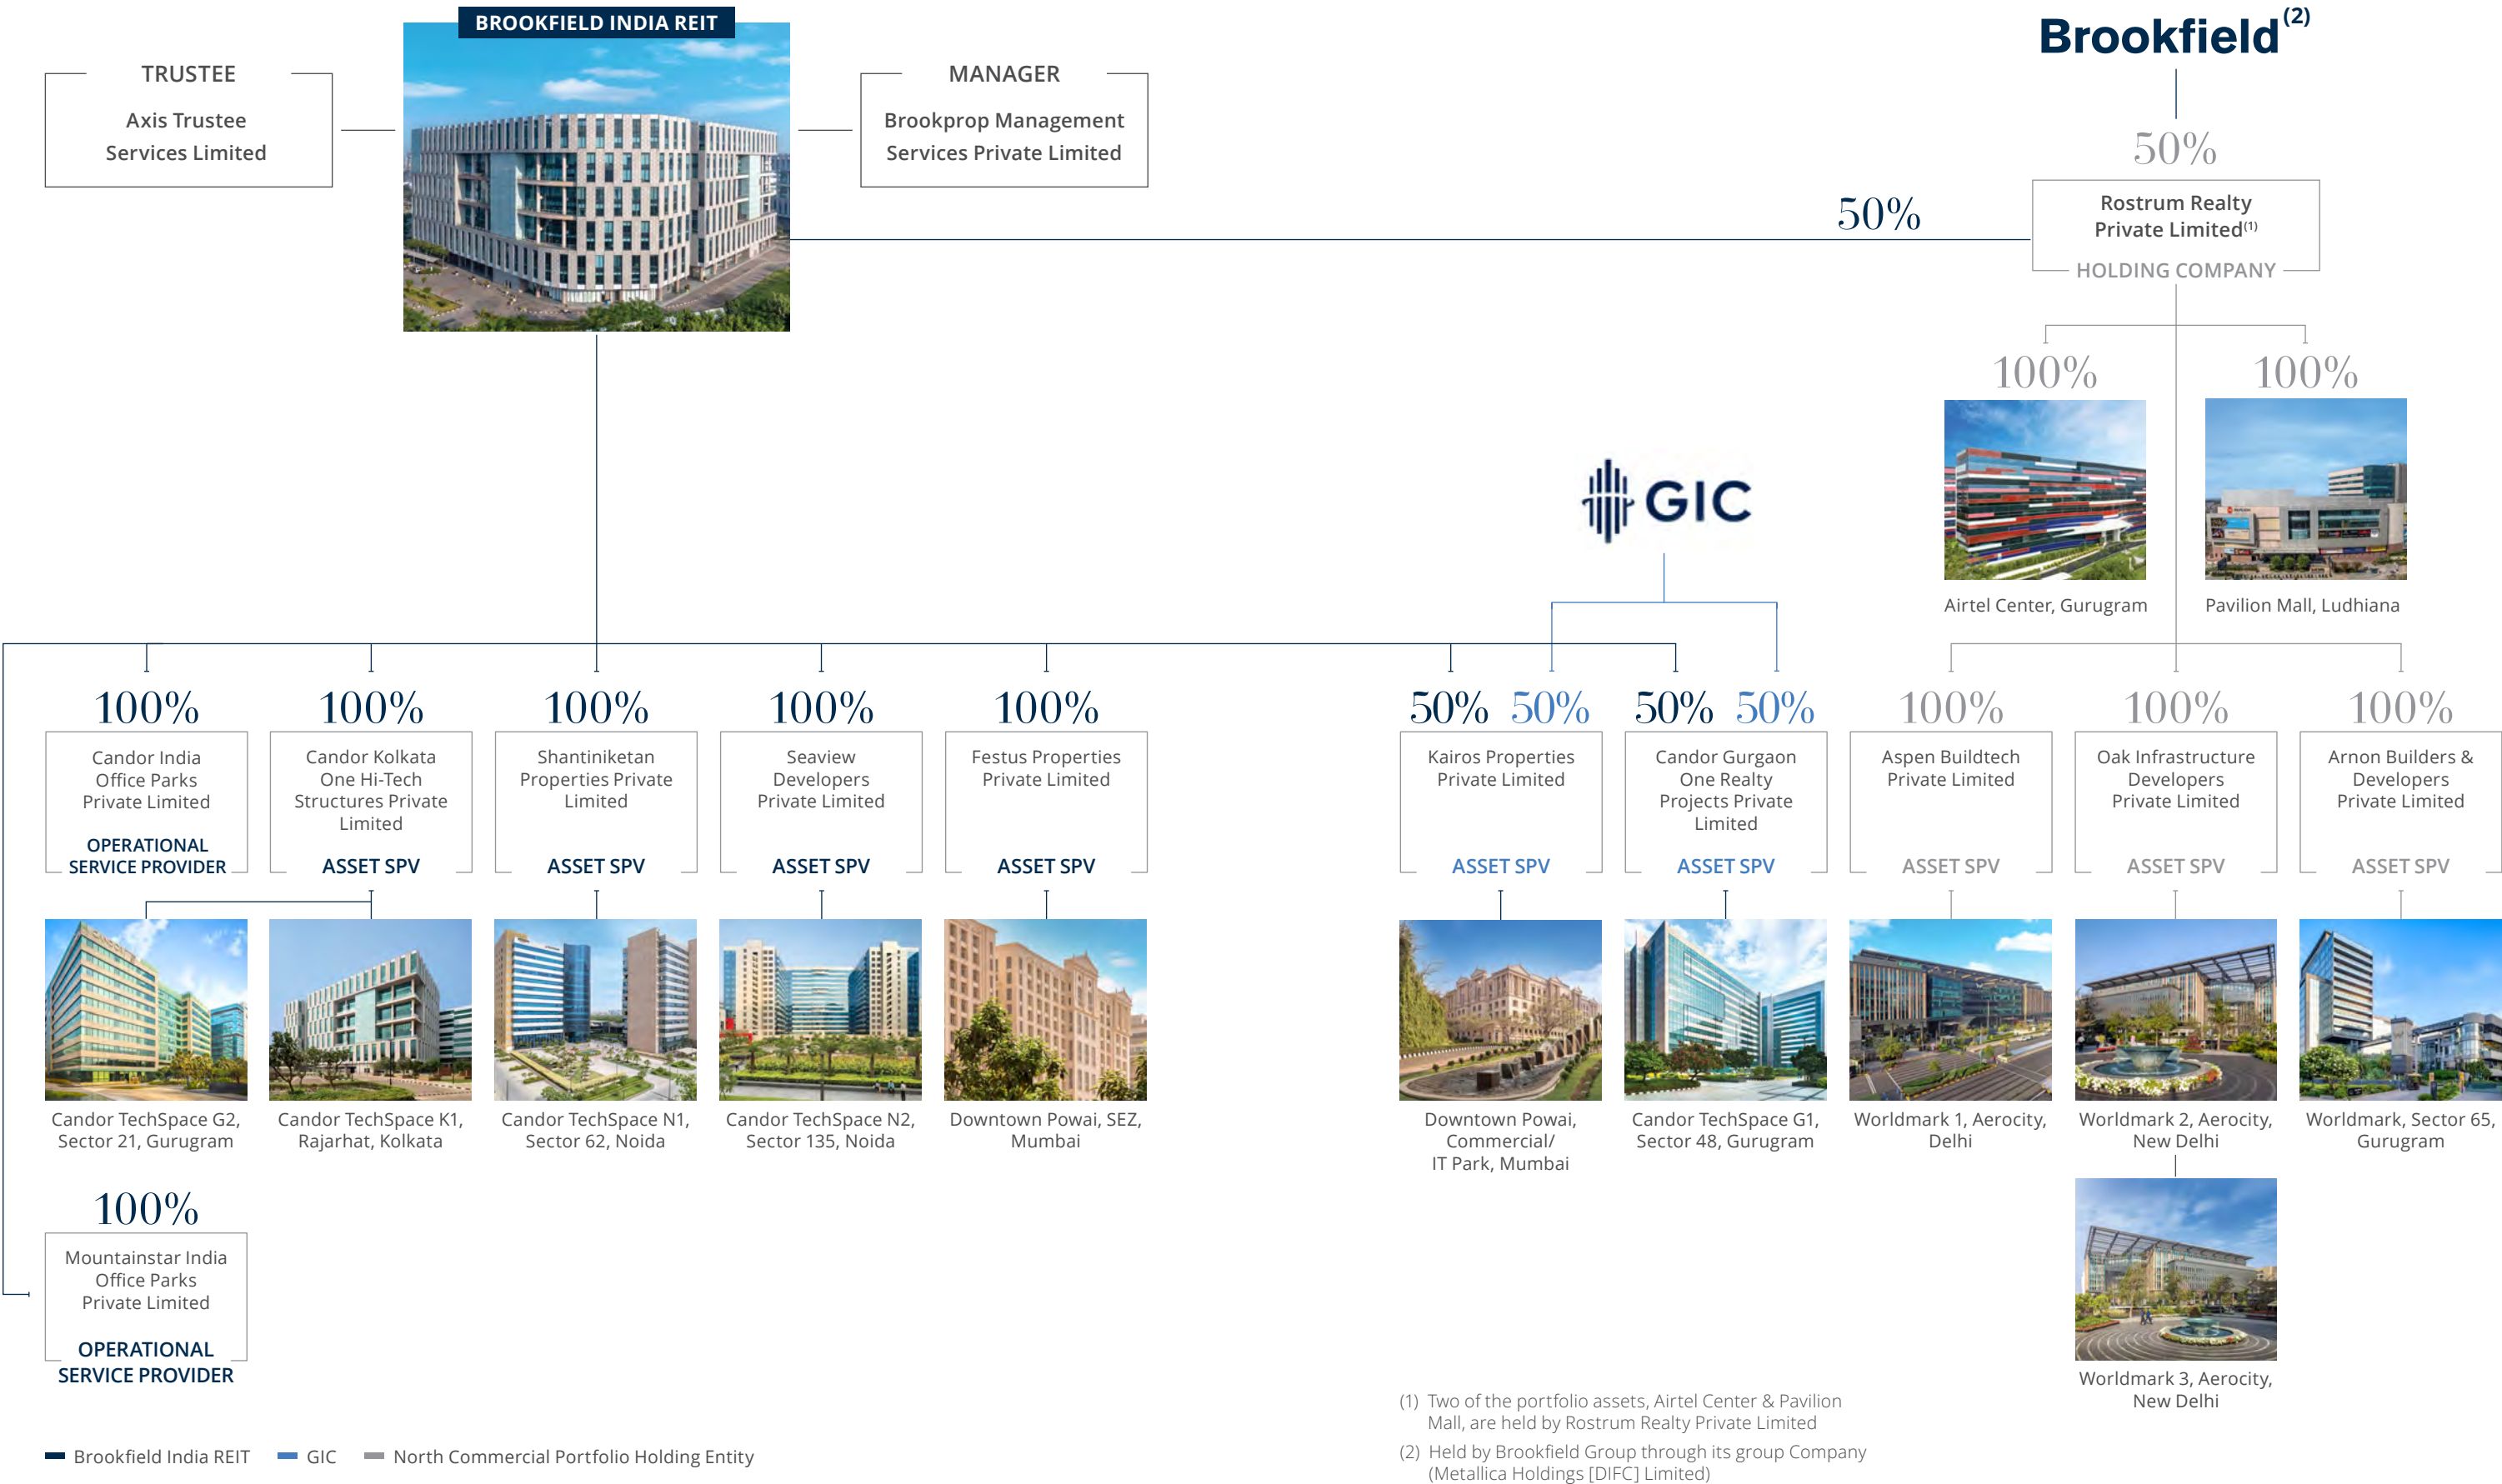 BROOKFIELD INDIA REIT
Brookfield(2)
TRUSTEE
Axis Trustee
Services Limited
MANAGER
Brookprop Management
Services Private Limited
50%
50%
Rostrum Realty
Private Limited(1)
HOLDING COMPANY
100%
100%
Airtel Center, Gurugram
Pavilion Mall, Ludhiana
GIC
100%
Candor India
Office Parks
Private Limited
OPERATIONAL
SERVICE PROVIDER
100%
Candor Kolkata
One Hi-Tech
Structures Private
Limited
ASSET SPV
100%
Shantiniketan
Properties Private
Limited
ASSET SPV
100%
Seaview
Developers
Private Limited
ASSET SPV
100%
Festus Properties
Private Limited
ASSET SPV
50% 50%
Kairos Properties
Private Limited
ASSET SPV
50% 50%
Candor Gurgaon
One Realty
Projects Private
Limited
ASSET SPV
100%
Aspen Buildtech
Private Limited
ASSET SPV
100%
Oak Infrastructure
Developers
Private Limited
ASSET SPV
100%
Arnon Builders &
Developers
Private Limited
ASSET SPV
Candor TechSpace G2,
Sector 21, Gurugram
Candor TechSpace K1,
Rajarhat, Kolkata
Candor TechSpace N1,
Sector 62, Noida
Candor TechSpace N2,
Sector 135, Noida
Downtown Powai, SEZ,
Mumbai
Downtown Powai,
Commercial/
IT Park, Mumbai
Candor TechSpace G1,
Sector 48, Gurugram
Worldmark 1, Aerocity,
Delhi
Worldmark 2, Aerocity,
New Delhi
Worldmark, Sector 65,
Gurugram
100%
Mountainstar India
Office Parks
Private Limited
OPERATIONAL
SERVICE PROVIDER
Worldmark 3, Aerocity,
New Delhi
(1) Two of the portfolio assets, Airtel Center & Pavilion
Mall, are held by Rostrum Realty Private Limited
(2) Held by Brookfield Group through its group Company
(Metallica Holdings [DIFC] Limited)
Brookfield India REIT
GIC
North Commercial Portfolio Holding Entity